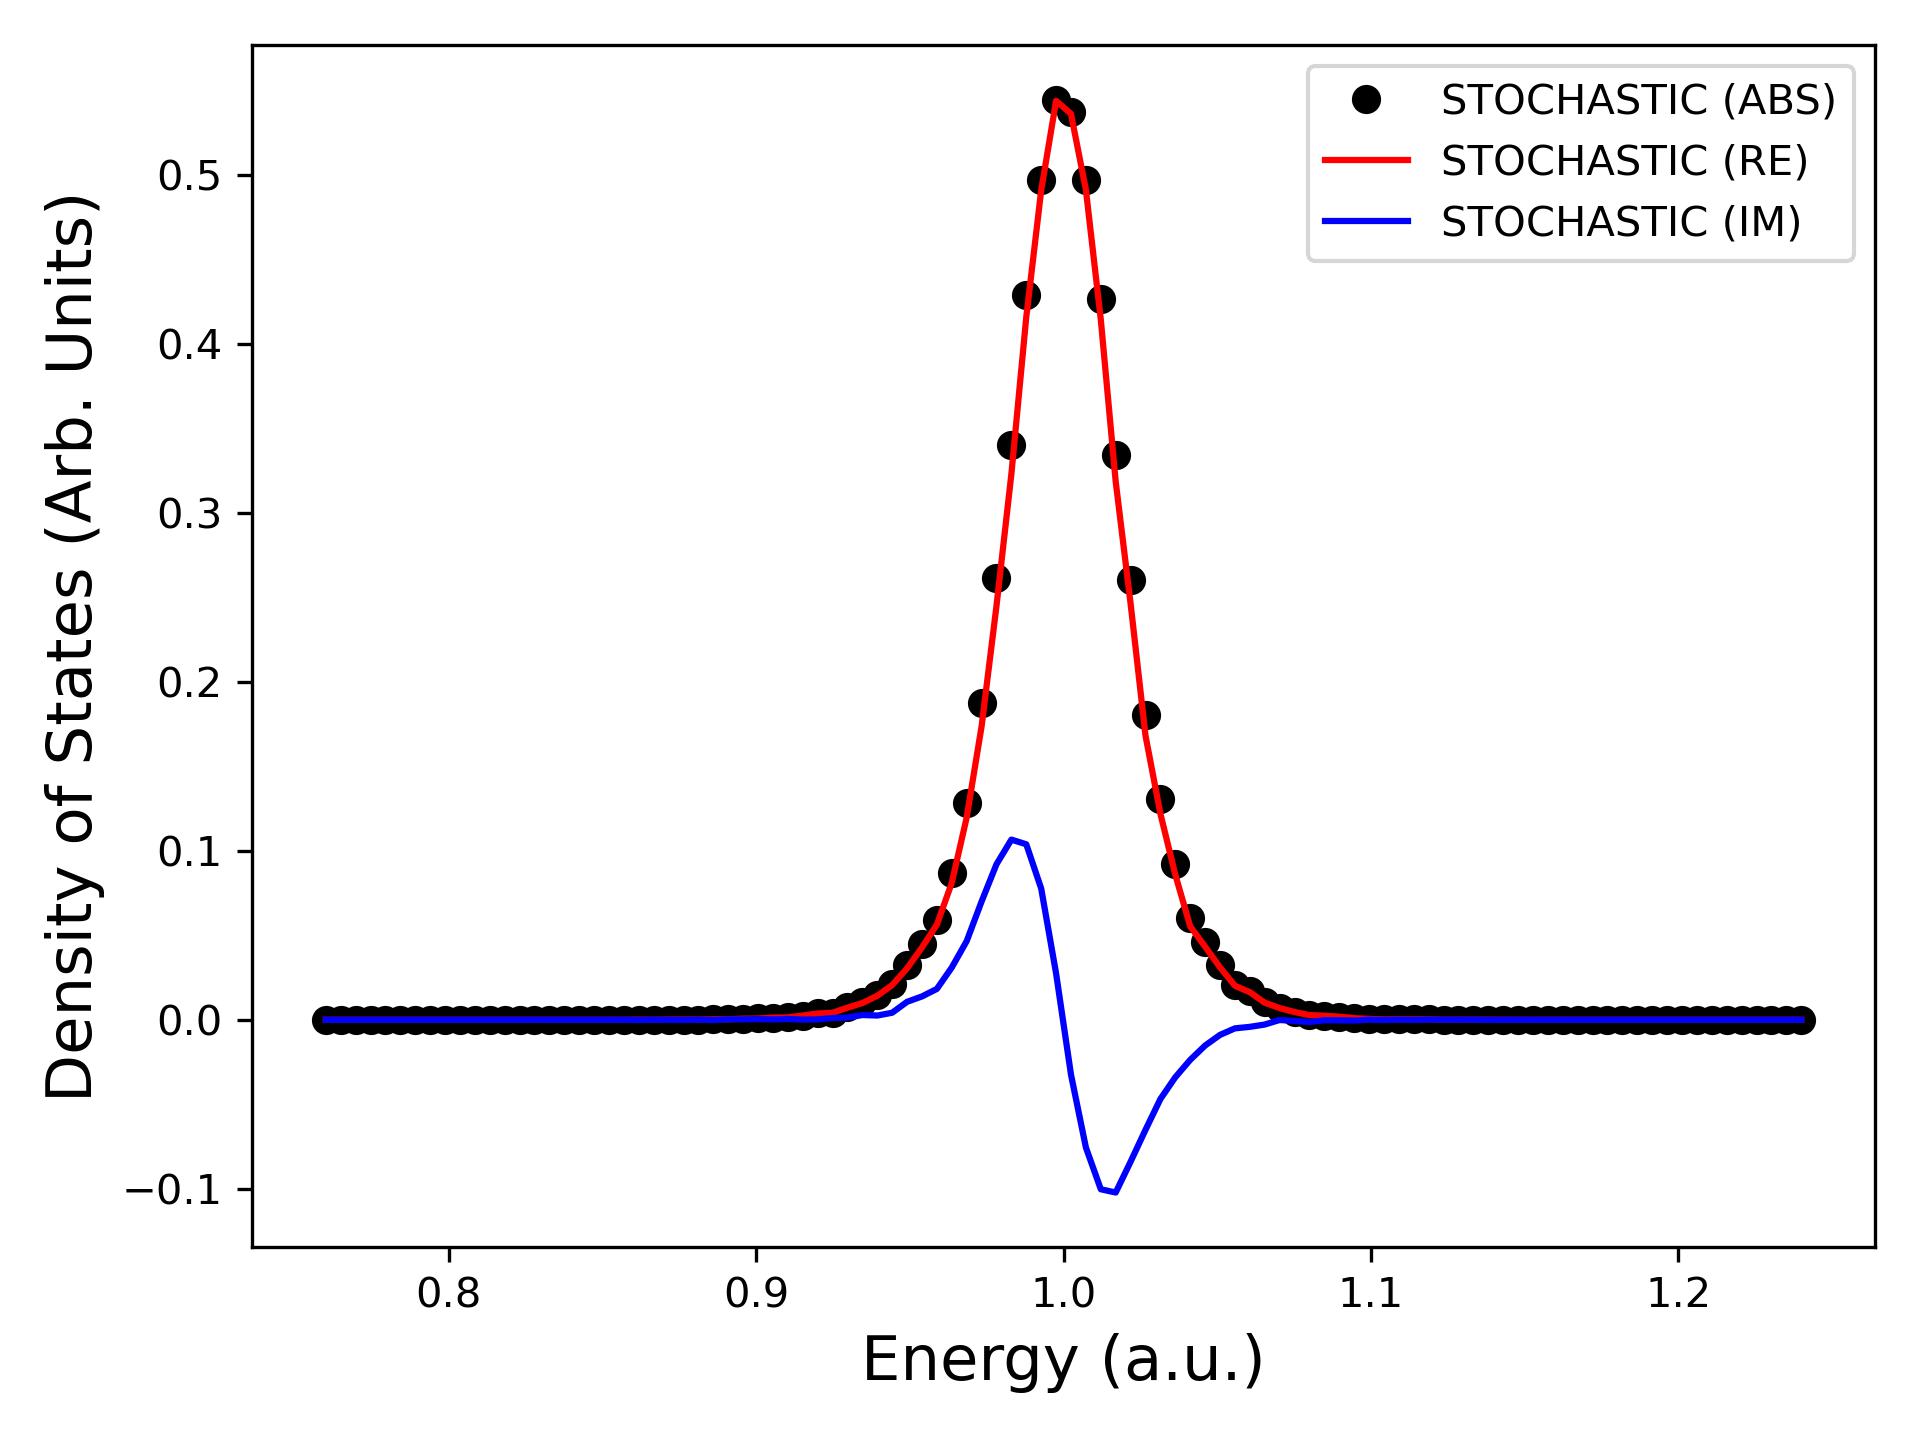 STOCHASTIC (ABS)
STOCHASTIC (RE)
STOCHASTIC (IM)
Density of States (Arb. Units)
0.5
0.4
0.3
0.2
0.1
0.0
−0.1
0.8
0.9
1.0
1.1
1.2
Energy (a.u.)